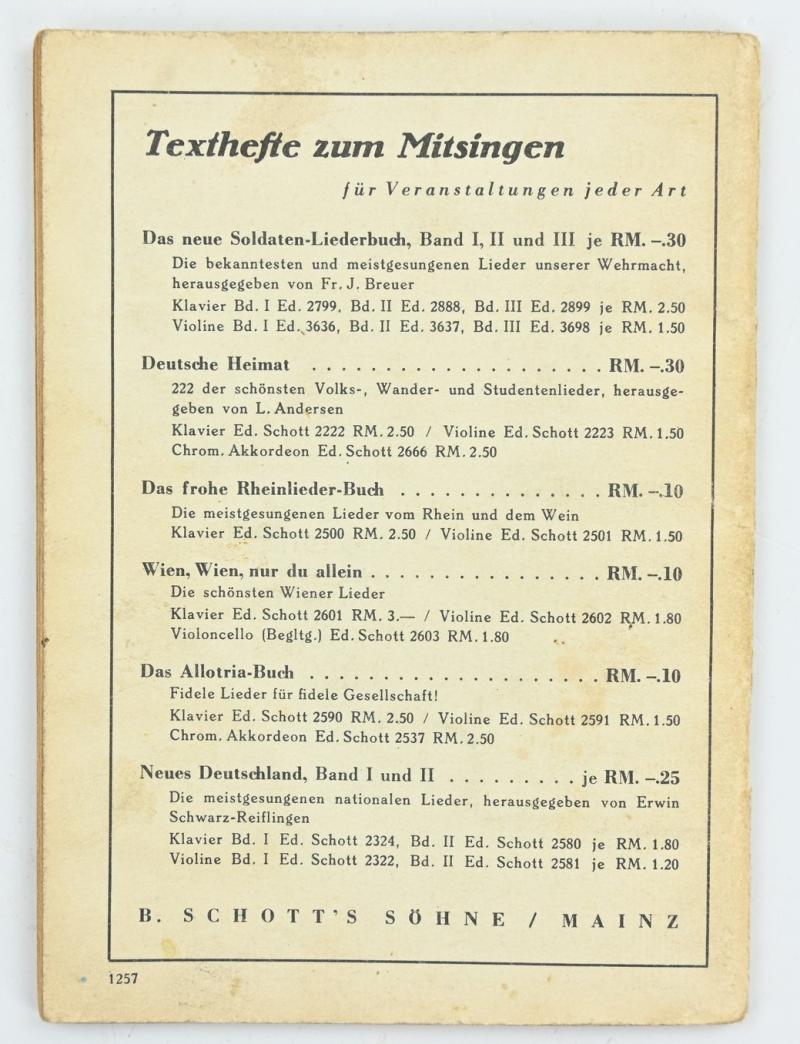 Texthefte zum Mitsingen
für Veranstaltungen jeder Art
Das neue Soldaten-Liederbuch, Band I, II und III je RM. –.30
Die bekanntesten und meistgesungenen Lieder unserer Wehrmacht,
herausgegeben von Fr. J. Breuer
Klavier Bd. I Ed. 2799, Bd. II Ed. 2888, Bd. III Ed. 2899 je RM. 2.50
Violine Bd. I Ed. 3636, Bd. II Ed. 3637, Bd. III Ed. 3698 je RM. 1.50
Deutsche Heimat . . . . . . . . . . . . . . . . . . . . RM. –.30
222 der schönsten Volks-, Wander- und Studentenlieder, herausge-
geben von L. Andersen
Klavier Ed. Schott 2222 RM. 2.50 / Violine Ed. Schott 2223 RM. 1.50
Chrom. Akkordeon Ed. Schott 2666 RM. 2.50
Das frohe Rheinlieder-Buch . . . . . . . . . . . . . . RM. –.10
Die meistgesungenen Lieder vom Rhein und dem Wein
Klavier Ed. Schott 2500 RM. 2.50 / Violine Ed. Schott 2501 RM. 1.50
Wien, Wien, nur du allein . . . . . . . . . . . . . . . . RM. –.10
Die schönsten Wiener Lieder
Klavier Ed. Schott 2601 RM. 3.— / Violine Ed. Schott 2602 RM. 1.80
Violoncello (Begltg.) Ed. Schott 2603 RM. 1.80
Das Allotria-Buch . . . . . . . . . . . . . . . . . . . . RM. –.10
Fidele Lieder für fidele Gesellschaft!
Klavier Ed. Schott 2590 RM. 2.50 / Violine Ed. Schott 2591 RM. 1.50
Chrom. Akkordeon Ed. Schott 2537 RM. 2.50
Neues Deutschland, Band I und II . . . . . . . . . je RM. –.25
Die meistgesungenen nationalen Lieder, herausgegeben von Erwin
Schwarz-Reiflingen
Klavier Bd. I Ed. Schott 2324, Bd. II Ed. Schott 2580 je RM. 1.80
Violine Bd. I Ed. Schott 2322, Bd. II Ed. Schott 2581 je RM. 1.20
B. SCHOTT'S SÖHNE / MAINZ
1257